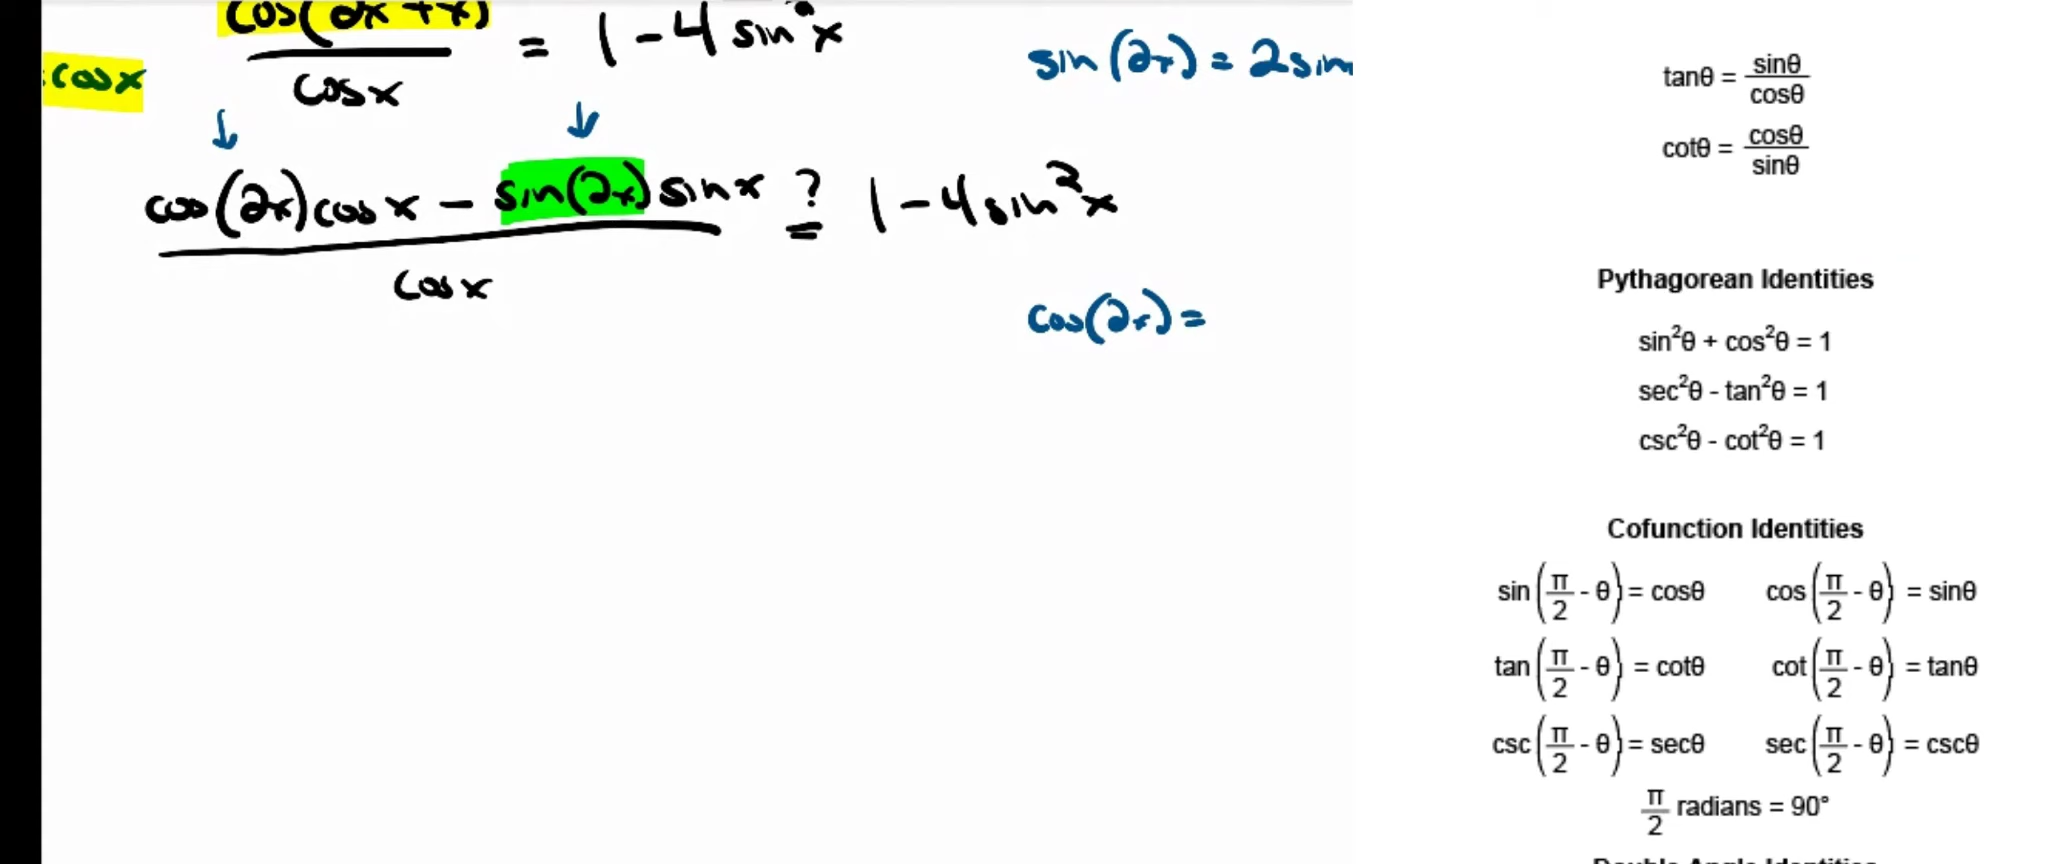 cos(2x+x)
cosx = 1-4sin²x
cosx
sin(2x) = 2sin
cos(2x)cosx - sin(2x)sinx ≟ 1-4sin²x
cosx
cos(2x) =
tanθ = sinθ/cosθ
cotθ = cosθ/sinθ
Pythagorean Identities
sin²θ + cos²θ = 1
sec²θ - tan²θ = 1
csc²θ - cot²θ = 1
Cofunction Identities
sin(π/2 - θ) = cosθ cos(π/2 - θ) = sinθ
tan(π/2 - θ) = cotθ cot(π/2 - θ) = tanθ
csc(π/2 - θ) = secθ sec(π/2 - θ) = cscθ
π/2 radians = 90°
Double Angle Identities